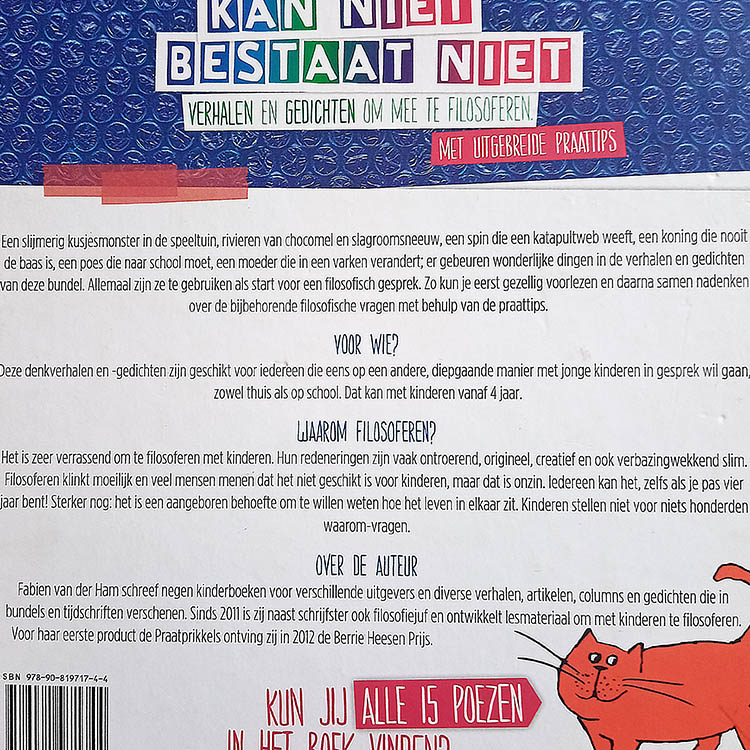 KAN NIET
BESTAAT NIET
VERHALEN EN GEDICHTEN OM MEE TE FILOSOFEREN.
MET UITGEBREIDE PRAATTIPS
Een slijmerig kusjesmonster in de speeltuin, rivieren van chocomel en slagroomsneeuw, een spin die een katapultweb weeft, een koning die nooit
de baas is, een poes die naar school moet, een moeder die in een varken verandert; er gebeuren wonderlijke dingen in de verhalen en gedichten
van deze bundel. Allemaal zijn ze te gebruiken als start voor een filosofisch gesprek. Zo kun je eerst gezellig voorlezen en daarna samen nadenken
over de bijbehorende filosofische vragen met behulp van de praattips.
VOOR WIE?
Deze denkverhalen en -gedichten zijn geschikt voor iedereen die eens op een andere, diepgaande manier met jonge kinderen in gesprek wil gaan,
zowel thuis als op school. Dat kan met kinderen vanaf 4 jaar.
WAAROM FILOSOFEREN?
Het is zeer verrassend om te filosoferen met kinderen. Hun redeneringen zijn vaak ontroerend, origineel, creatief en ook verbazingwekkend slim.
Filosoferen klinkt moeilijk en veel mensen menen dat het niet geschikt is voor kinderen, maar dat is onzin. Iedereen kan het, zelfs als je pas vier
jaar bent! Sterker nog: het is een aangeboren behoefte om te willen weten hoe het leven in elkaar zit. Kinderen stellen niet voor niets honderden
waarom-vragen.
OVER DE AUTEUR
Fabien van der Ham schreef negen kinderboeken voor verschillende uitgevers en diverse verhalen, artikelen, columns en gedichten die in
bundels en tijdschriften verschenen. Sinds 2011 is zij naast schrijfster ook filosofiejuf en ontwikkelt lesmateriaal om met kinderen te filosoferen.
Voor haar eerste product de Praatprikkels ontving zij in 2012 de Berrie Heesen Prijs.
SBN 978-90-819717-4-4
KUN JIJ ALLE 15 POEZEN
IN HET BOEK VINDEN?